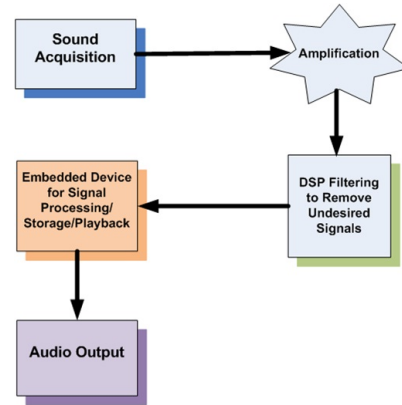 Sound
Acquisition
Amplification
DSP Filtering
to Remove
Undesired
Signals
Embedded Device
for Signal
Processing/
Storage/Playback
Audio Output